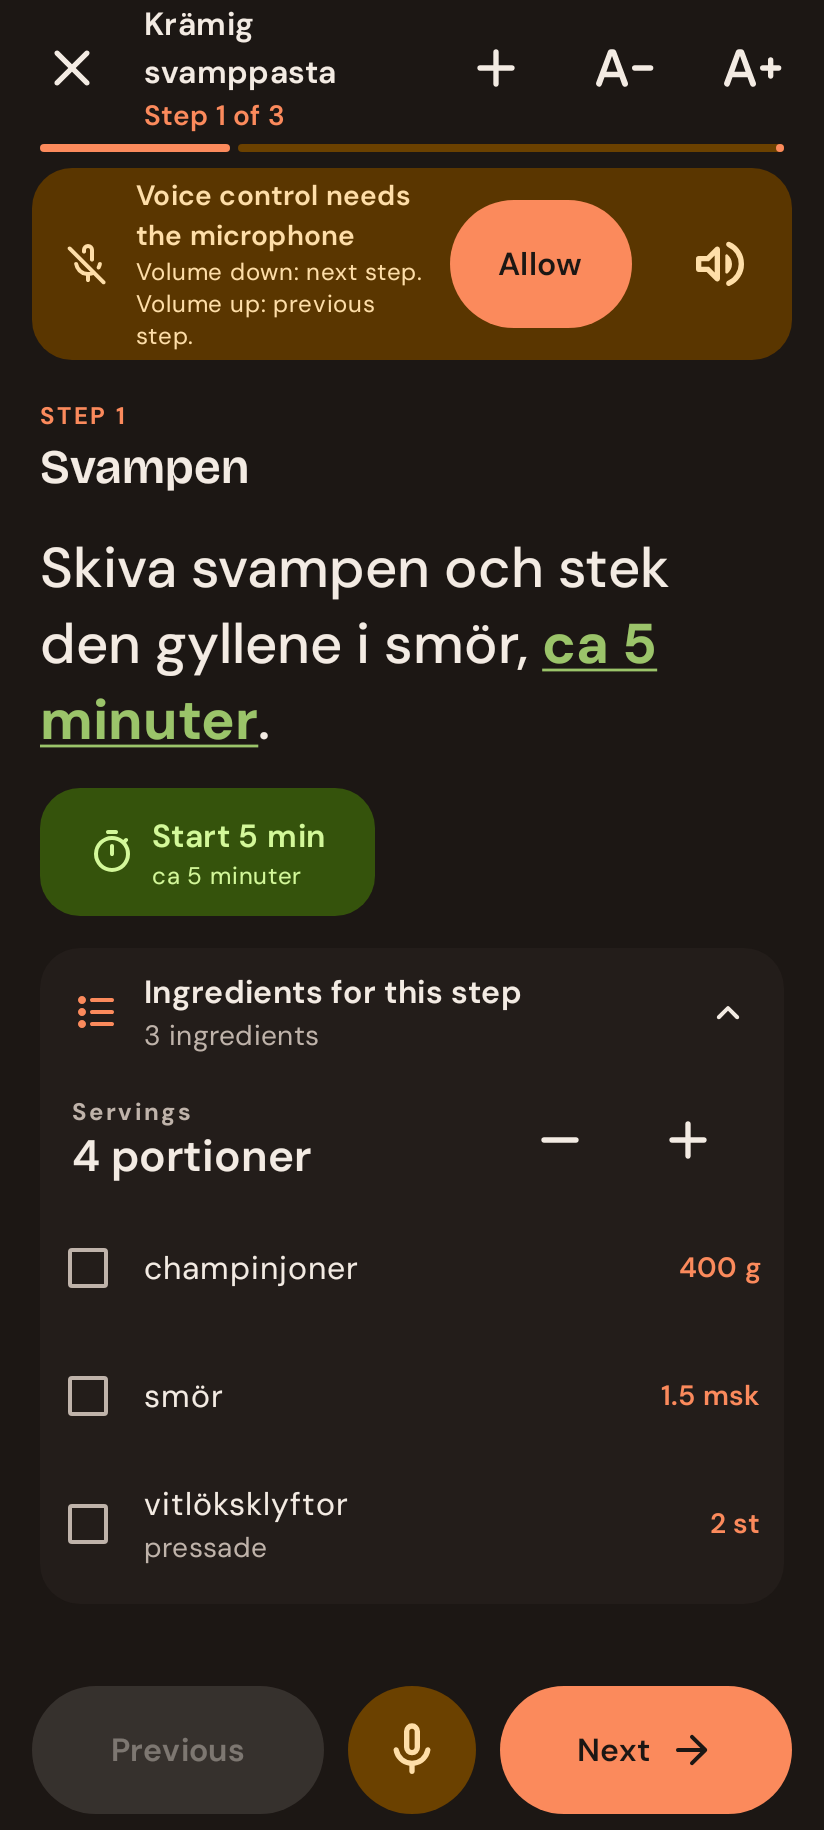 Krämig
svamppasta
Step 1 of 3
A−
A+
Voice control needs
the microphone
Volume down: next step.
Volume up: previous
step.
Allow
STEP 1
Svampen
Skiva svampen och stek
den gyllene i smör, ca 5
minuter.
Start 5 min
ca 5 minuter
Ingredients for this step
3 ingredients
Servings
4 portioner
champinjoner 400 g
smör 1.5 msk
vitlöksklyftor 2 st
pressade
Previous
Next